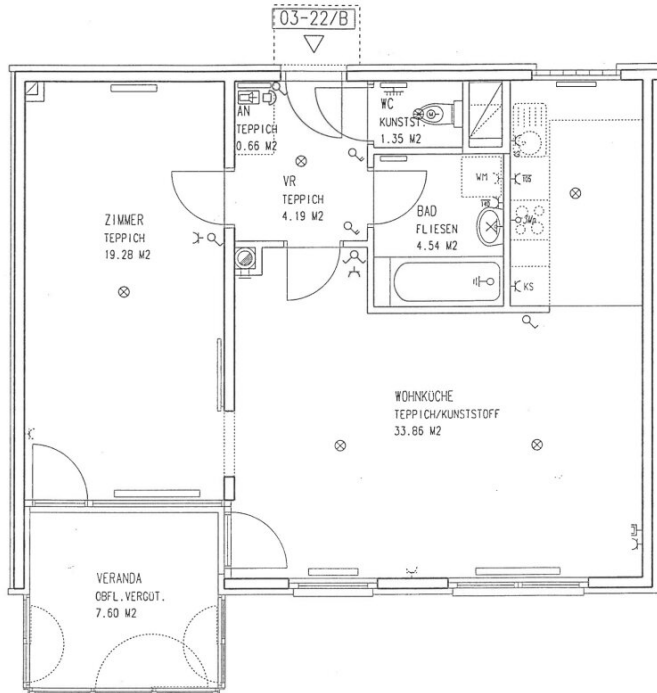 03-22/B
AN
TEPPICH
0.66 M2
WC
KUNSTST.
1.35 M2
VR
TEPPICH
4.19 M2
ZIMMER
TEPPICH
19.28 M2
BAD
FLIESEN
4.54 M2
WM
KS
WOHNKÜCHE
TEPPICH/KUNSTSTOFF
33.86 M2
VERANDA
OBFL.VERGÜT.
7.60 M2